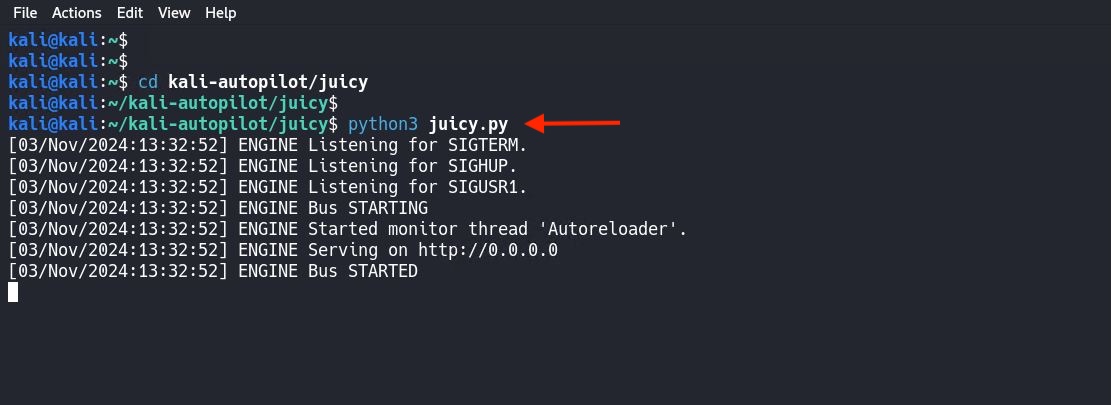 File Actions Edit View Help
kali@kali:~$
kali@kali:~$
kali@kali:~$ cd kali-autopilot/juicy
kali@kali:~/kali-autopilot/juicy$
kali@kali:~/kali-autopilot/juicy$ python3 juicy.py
[03/Nov/2024:13:32:52] ENGINE Listening for SIGTERM.
[03/Nov/2024:13:32:52] ENGINE Listening for SIGHUP.
[03/Nov/2024:13:32:52] ENGINE Listening for SIGUSR1.
[03/Nov/2024:13:32:52] ENGINE Bus STARTING
[03/Nov/2024:13:32:52] ENGINE Started monitor thread 'Autoreloader'.
[03/Nov/2024:13:32:52] ENGINE Serving on http://0.0.0.0
[03/Nov/2024:13:32:52] ENGINE Bus STARTED